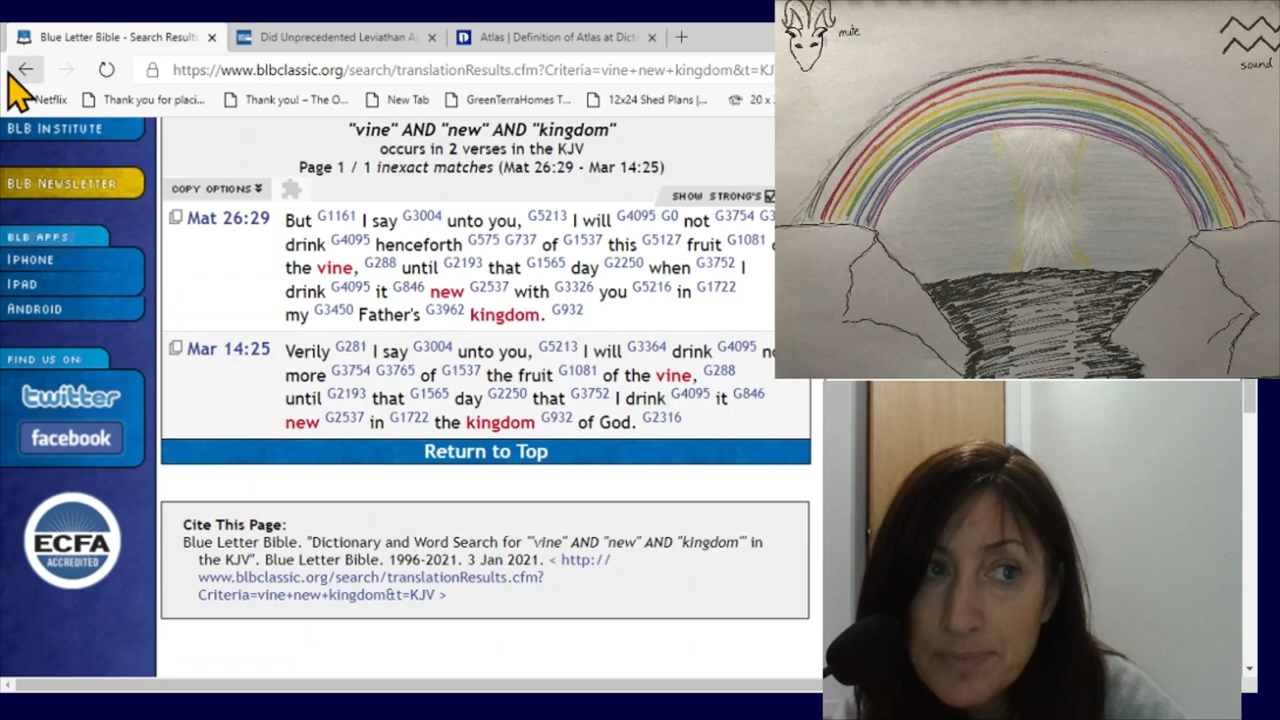 Blue Letter Bible - Search Results
Did Unprecedented Leviathan A
Atlas | Definition of Atlas at Dict
https://www.blbclassic.org/search/translationResults.cfm?Criteria=vine+new+kingdom&t=KJ
Netflix
Thank you for placi...
Thank you! – The O...
New Tab
GreenTerraHomes T...
12x24 Shed Plans |...
20 x
BLB INSTITUTE
BLB NEWSLETTER
BLB APPS
IPHONE
IPAD
ANDROID
FIND US ON:
twitter
facebook
ECFA
ACCREDITED
"vine" AND "new" AND "kingdom"
occurs in 2 verses in the KJV
Page 1 / 1 inexact matches (Mat 26:29 - Mar 14:25)
COPY OPTIONS
SHOW STRONG'S
Mat 26:29
But G1161 I say G3004 unto you, G5213 I will G4095 G0 not G3754 G3
drink G4095 henceforth G575 G737 of G1537 this G5127 fruit G1081
the vine, G288 until G2193 that G1565 day G2250 when G3752 I
drink G4095 it G846 new G2537 with G3326 you G5216 in G1722
my G3450 Father's G3962 kingdom. G932
Mar 14:25
Verily G281 I say G3004 unto you, G5213 I will G3364 drink G4095 no
more G3754 G3765 of G1537 the fruit G1081 of the vine, G288
until G2193 that G1565 day G2250 that G3752 I drink G4095 it G846
new G2537 in G1722 the kingdom G932 of God. G2316
Return to Top
Cite This Page:
Blue Letter Bible. "Dictionary and Word Search for "vine" AND "new" AND "kingdom"' in
the KJV". Blue Letter Bible. 1996-2021. 3 Jan 2021. < http://
www.blbclassic.org/search/translationResults.cfm?
Criteria=vine+new+kingdom&t=KJV >
mute
sound